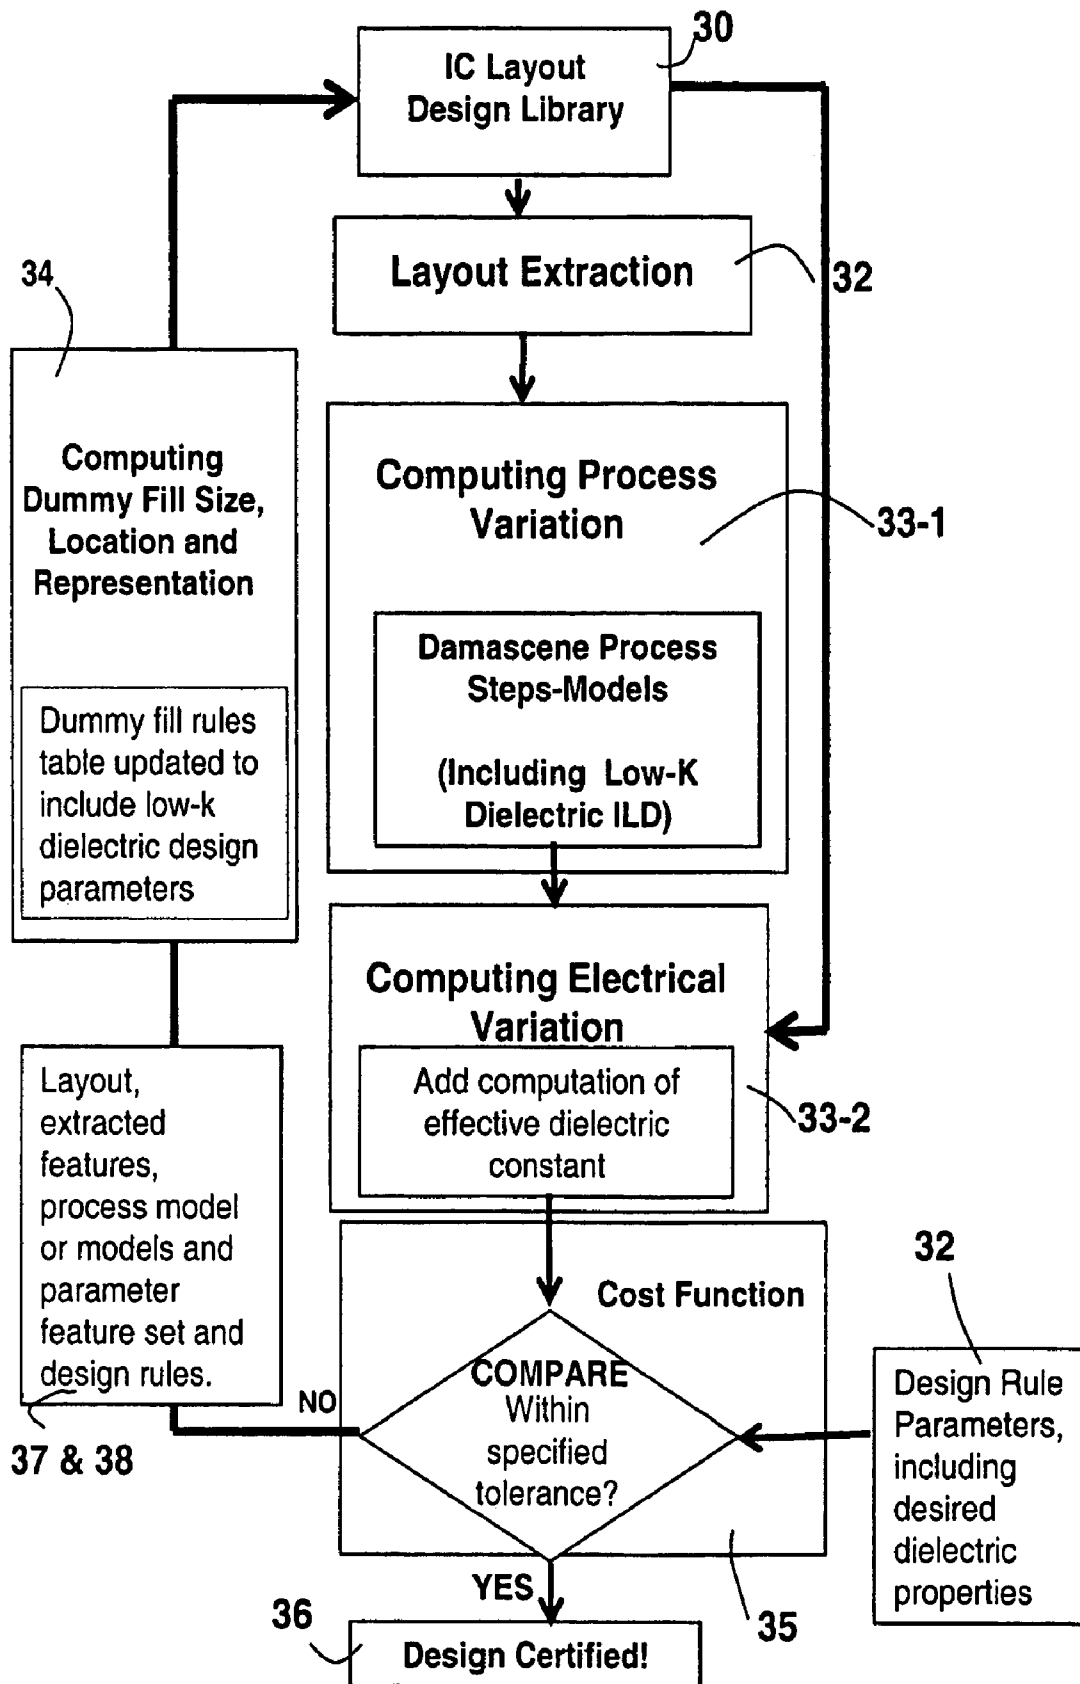 30
IC Layout
Design Library
Layout Extraction
32
34
Computing
Dummy Fill Size,
Location and
Representation
Dummy fill rules
table updated to
include low-k
dielectric design
parameters
Computing Process
Variation
33-1
Damascene Process
Steps-Models
(Including Low-K
Dielectric ILD)
Computing Electrical
Variation
Add computation of
effective dielectric
constant
33-2
Layout,
extracted
features,
process model
or models and
parameter
feature set and
design rules.
37 & 38
NO
Cost Function
COMPARE
Within
specified
tolerance?
32
Design Rule
Parameters,
including
desired
dielectric
properties
35
YES
36
Design Certified!